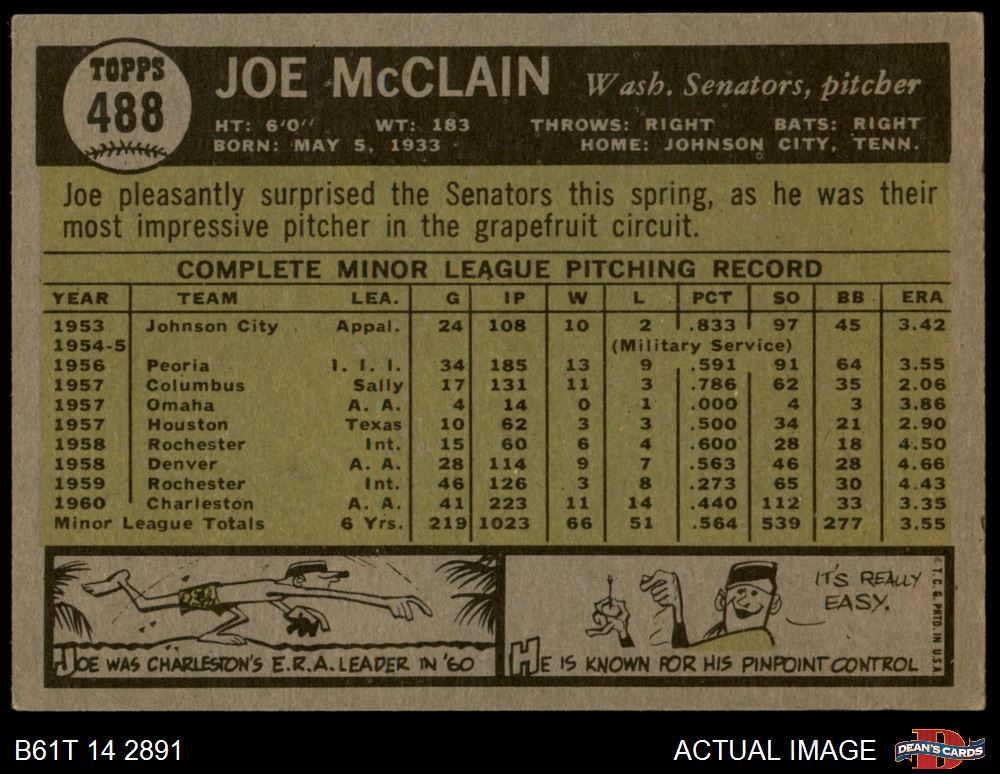 TOPPS
488
JOE McCLAIN Wash. Senators, pitcher
HT: 6'0" WT: 183 THROWS: RIGHT BATS: RIGHT
BORN: MAY 5, 1933 HOME: JOHNSON CITY, TENN.
Joe pleasantly surprised the Senators this spring, as he was their
most impressive pitcher in the grapefruit circuit.
COMPLETE MINOR LEAGUE PITCHING RECORD
YEAR TEAM LEA. G IP W L PCT SO BB ERA
1953 Johnson City Appal. 24 108 10 2 .833 97 45 3.42
1954-5 (Military Service)
1956 Peoria I. I. I. 34 185 13 9 .591 91 64 3.55
1957 Columbus Sally 17 131 11 3 .786 62 35 2.06
1957 Omaha A. A. 4 14 0 1 .000 4 3 3.86
1957 Houston Texas 10 62 3 3 .500 34 21 2.90
1958 Rochester Int. 15 60 6 4 .600 28 18 4.50
1958 Denver A. A. 28 114 9 7 .563 46 28 4.66
1959 Rochester Int. 46 126 3 8 .273 65 30 4.43
1960 Charleston A. A. 41 223 11 14 .440 112 33 3.35
Minor League Totals 6 Yrs. 219 1023 66 51 .564 539 277 3.55
JOE WAS CHARLESTON'S E.R.A. LEADER IN '60
IT'S REALLY
EASY.
HE IS KNOWN FOR HIS PINPOINT CONTROL
© T. C. G. PRTD. IN U.S.A.
B61T 14 2891 ACTUAL IMAGE
D
DEAN'S CARDS